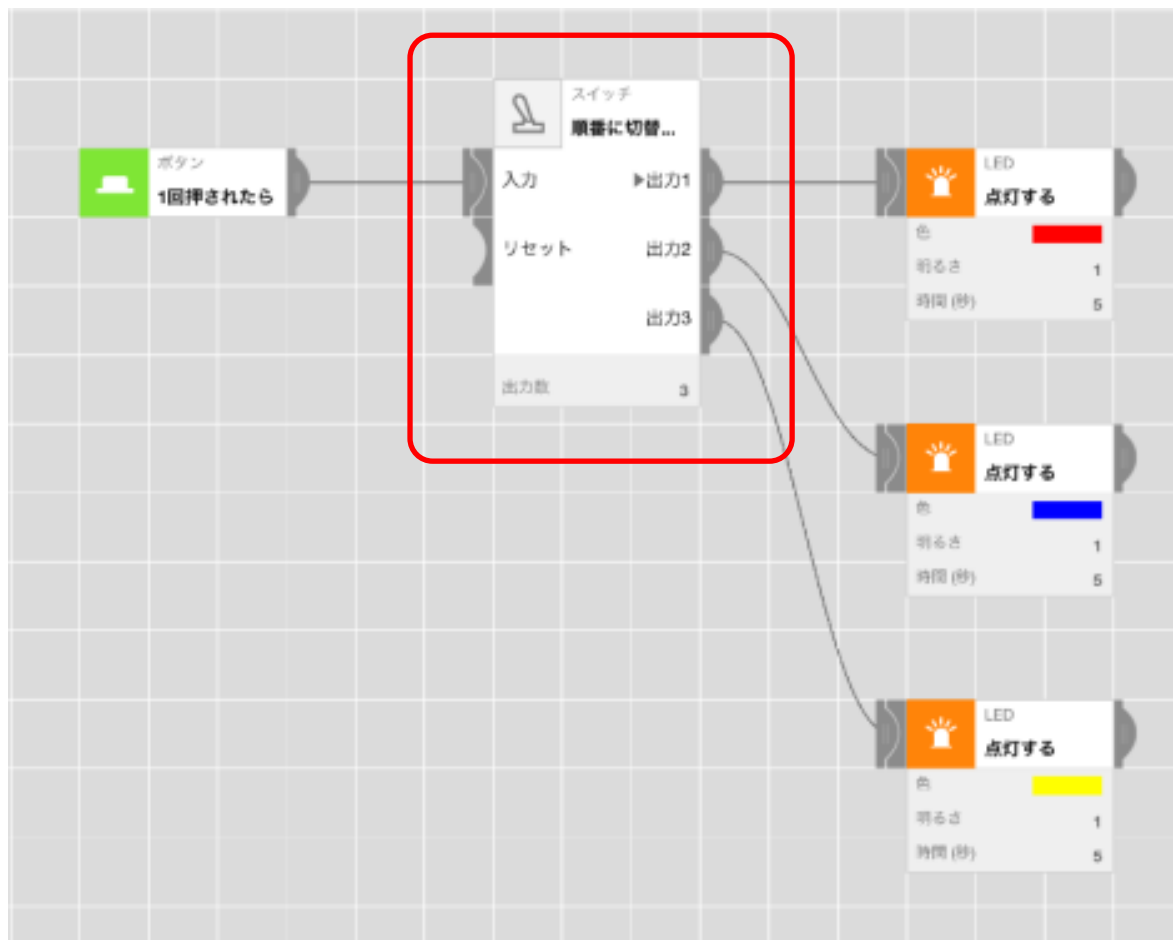 ボタン
1回押されたら
スイッチ
順番に切替...
入力
▶出力1
リセット
出力2
出力3
出力数
3
LED
点灯する
色
明るさ
1
時間 (秒)
5
LED
点灯する
色
明るさ
1
時間 (秒)
5
LED
点灯する
色
明るさ
1
時間 (秒)
5